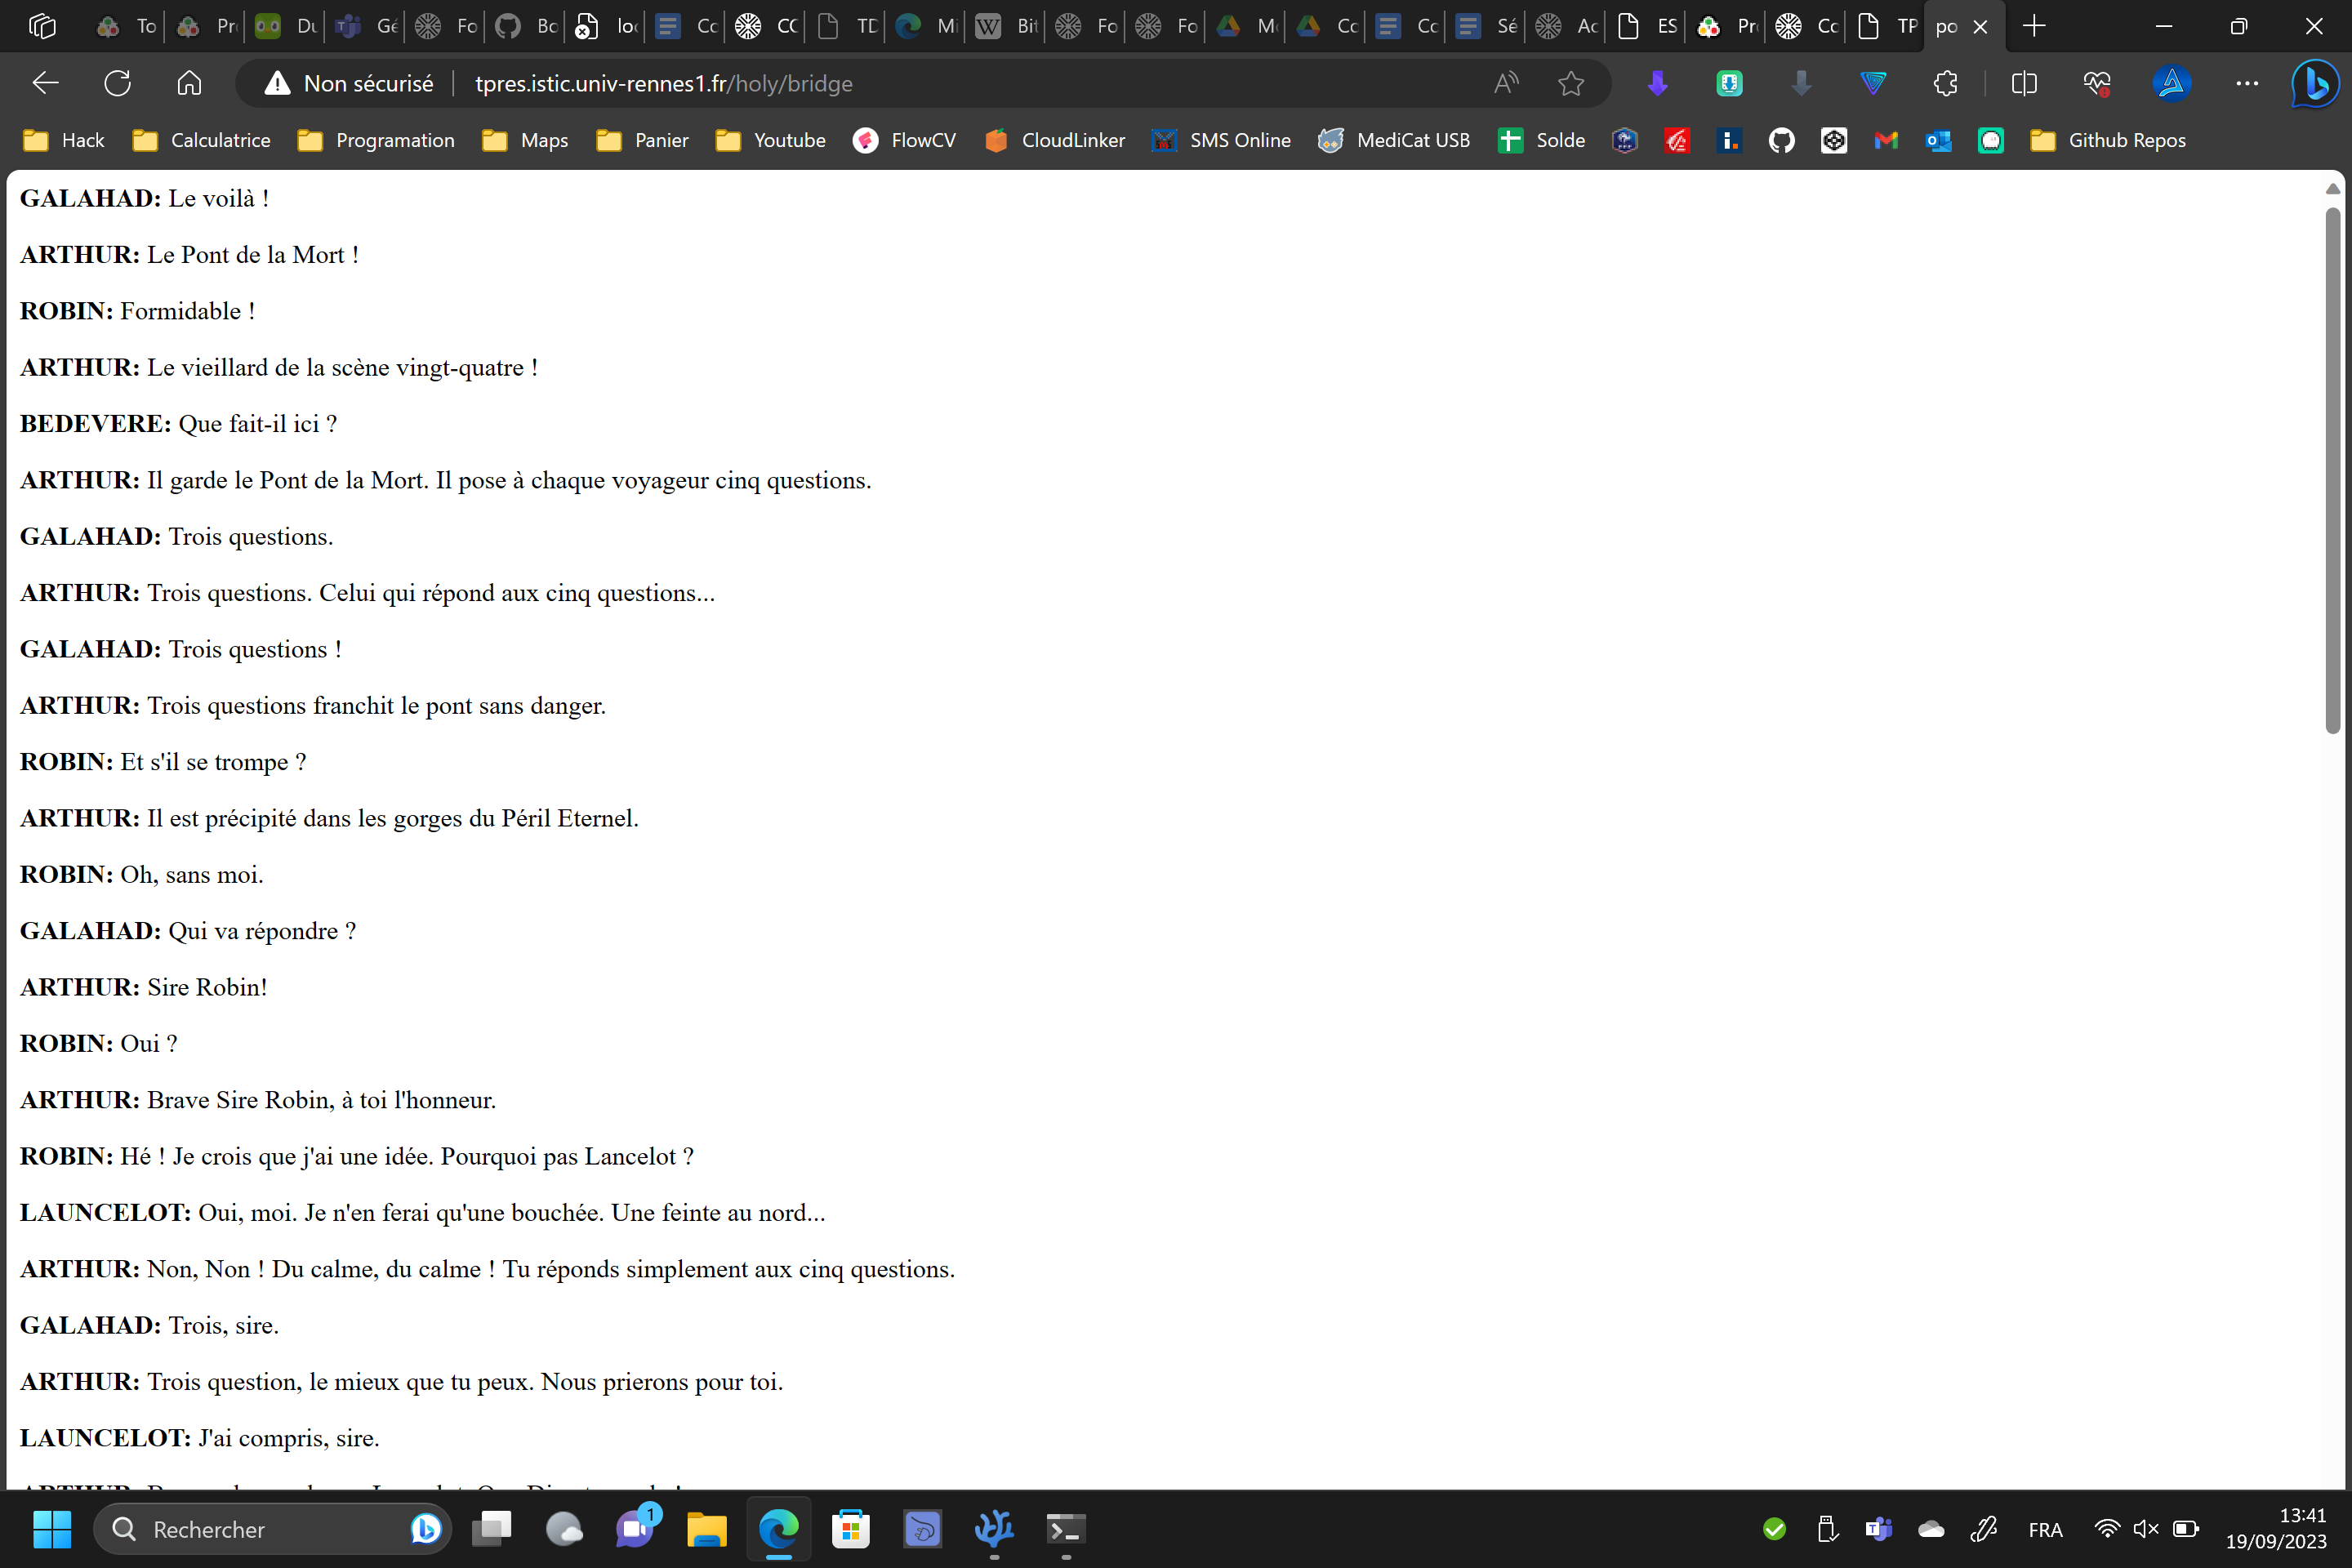 To
Pr
Du
Gé
Fo
Bo
loc
Co
CC
TD
Mi
Bit
Fo
Fo
Mo
Co
Co
Sé
Ac
ES
Pr
Co
TP
po
Non sécurisé
tpres.istic.univ-rennes1.fr/holy/bridge
Hack
Calculatrice
Programation
Maps
Panier
Youtube
FlowCV
CloudLinker
SMS Online
MediCat USB
Solde
Github Repos
GALAHAD: Le voilà !
ARTHUR: Le Pont de la Mort !
ROBIN: Formidable !
ARTHUR: Le vieillard de la scène vingt-quatre !
BEDEVERE: Que fait-il ici ?
ARTHUR: Il garde le Pont de la Mort. Il pose à chaque voyageur cinq questions.
GALAHAD: Trois questions.
ARTHUR: Trois questions. Celui qui répond aux cinq questions...
GALAHAD: Trois questions !
ARTHUR: Trois questions franchit le pont sans danger.
ROBIN: Et s'il se trompe ?
ARTHUR: Il est précipité dans les gorges du Péril Eternel.
ROBIN: Oh, sans moi.
GALAHAD: Qui va répondre ?
ARTHUR: Sire Robin!
ROBIN: Oui ?
ARTHUR: Brave Sire Robin, à toi l'honneur.
ROBIN: Hé ! Je crois que j'ai une idée. Pourquoi pas Lancelot ?
LAUNCELOT: Oui, moi. Je n'en ferai qu'une bouchée. Une feinte au nord...
ARTHUR: Non, Non ! Du calme, du calme ! Tu réponds simplement aux cinq questions.
GALAHAD: Trois, sire.
ARTHUR: Trois question, le mieux que tu peux. Nous prierons pour toi.
LAUNCELOT: J'ai compris, sire.
ARTHUR:
Rechercher
1
FRA
13:41
19/09/2023